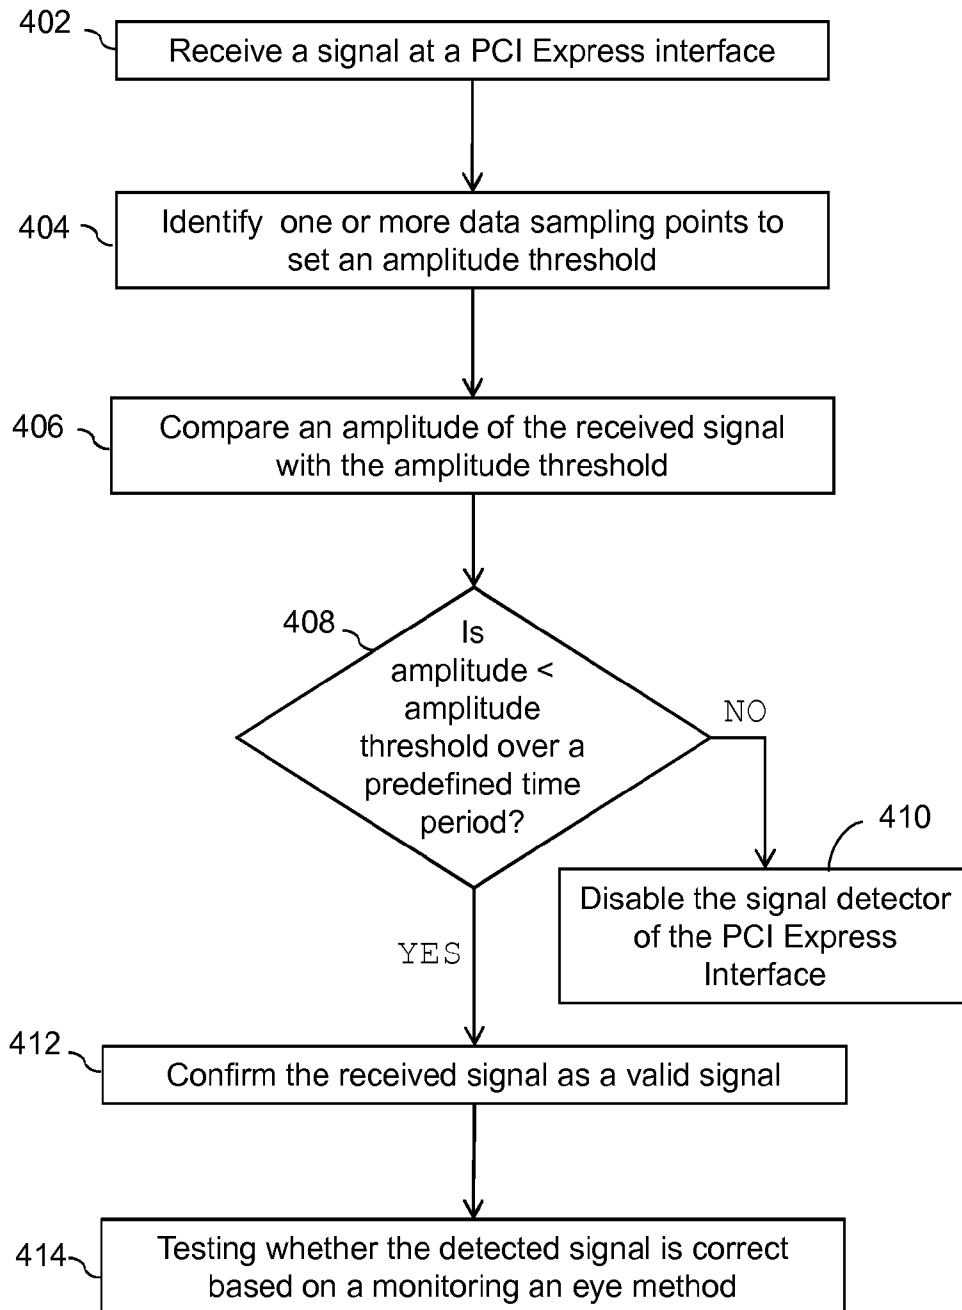 402
Receive a signal at a PCI Express interface
404
Identify one or more data sampling points to
set an amplitude threshold
406
Compare an amplitude of the received signal
with the amplitude threshold
408
Is
amplitude <
amplitude
threshold over a
predefined time
period?
NO
410
Disable the signal detector
of the PCI Express
Interface
YES
412
Confirm the received signal as a valid signal
414
Testing whether the detected signal is correct
based on a monitoring an eye method